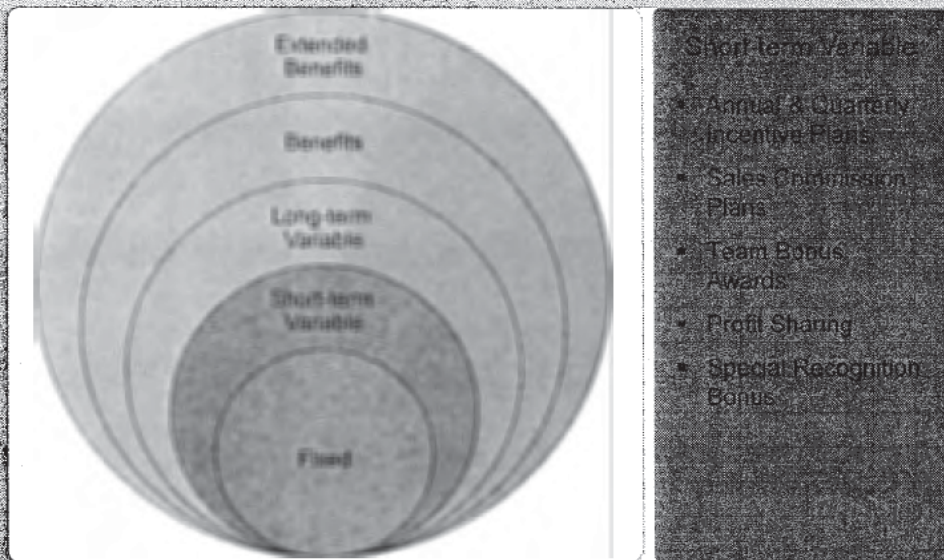 Extended
Benefits
Benefits
Long-term
Variable
Short-term
Variable
Fixed
Short-term Variable
▪ Annual & Quarterly
Incentive Plans
▪ Sales Commission
Plans
▪ Team Bonus
Awards
▪ Profit Sharing
▪ Special Recognition
Bonus